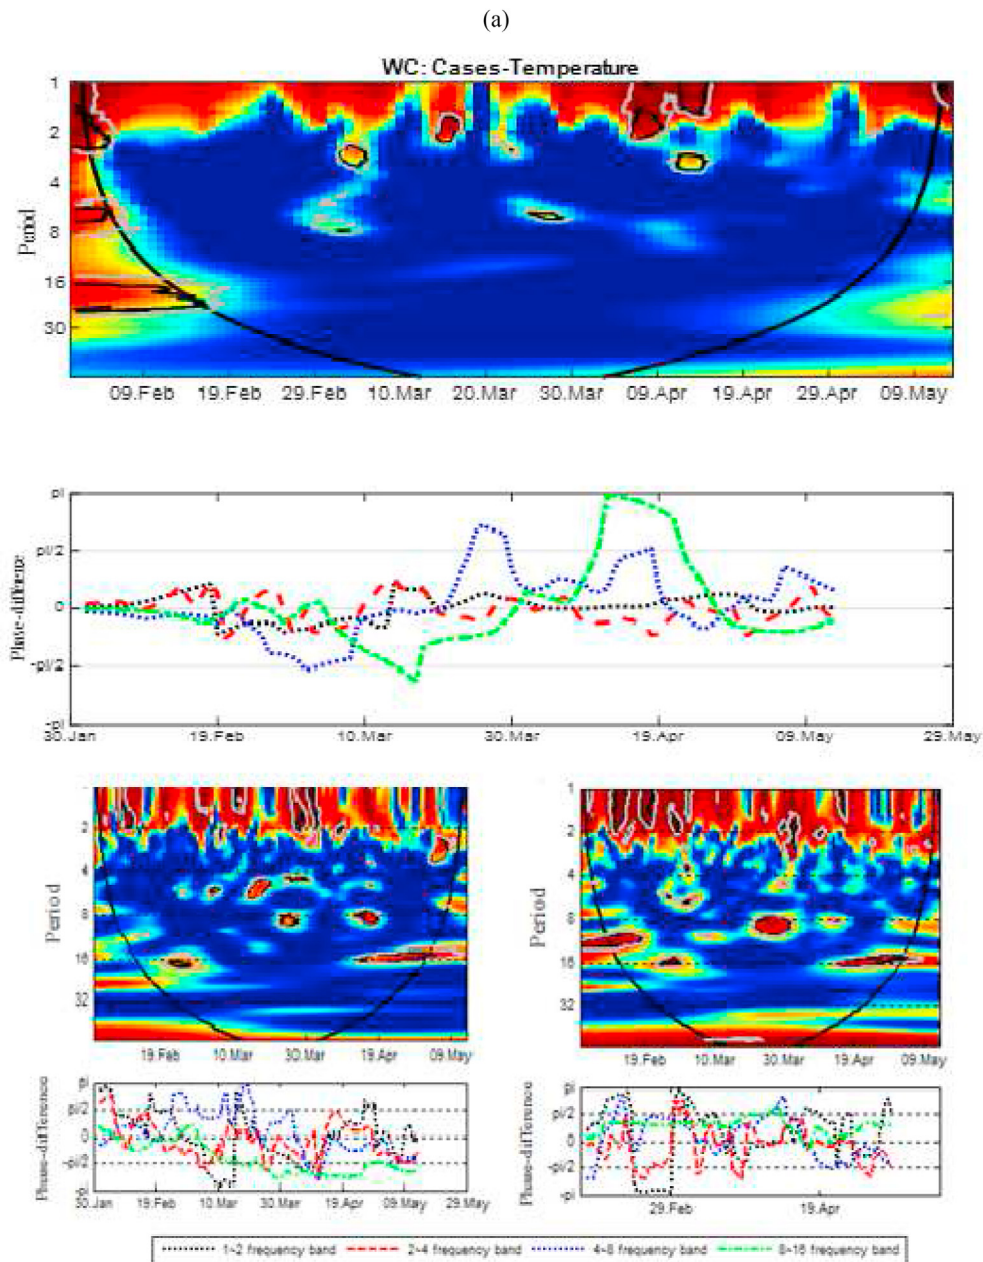 (a)
WC: Cases-Temperature
Period
1
2
4
8
16
30
09.Feb 19.Feb 29.Feb 10.Mar 20.Mar 30.Mar 09.Apr 19.Apr 29.Apr 09.May
Phase-difference
pi
pi/2
0
-pi/2
-pi
30.Jan 19.Feb 10.Mar 30.Mar 19.Apr 09.May 29.May
Period
2
4
8
16
32
19.Feb 10.Mar 30.Mar 19.Apr 09.May
Period
1
2
4
8
16
32
19.Feb 10.Mar 30.Mar 19.Apr 09.May
Phase-difference
pi
pi/2
0
-pi/2
-pi
30.Jan 19.Feb 10.Mar 30.Mar 19.Apr 09.May 29.May
Phase-difference
pi
pi/2
0
-pi/2
-pi
29.Feb 19.Apr
1~2 frequency band 2~4 frequency band 4~8 frequency band 8~16 frequency band